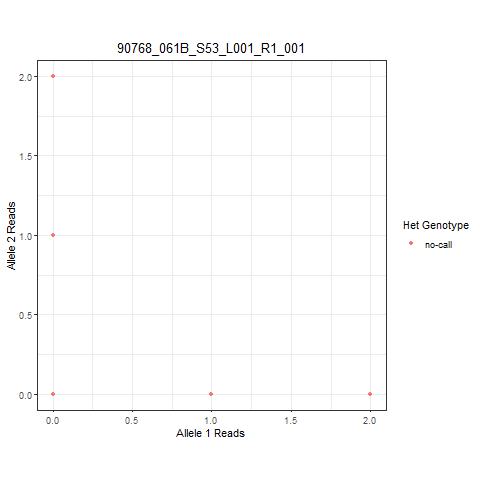 90768_061B_S53_L001_R1_001
2.0
1.5
1.0
0.5
0.0
Allele 2 Reads
0.0 0.5 1.0 1.5 2.0
Allele 1 Reads
Het Genotype
no-call